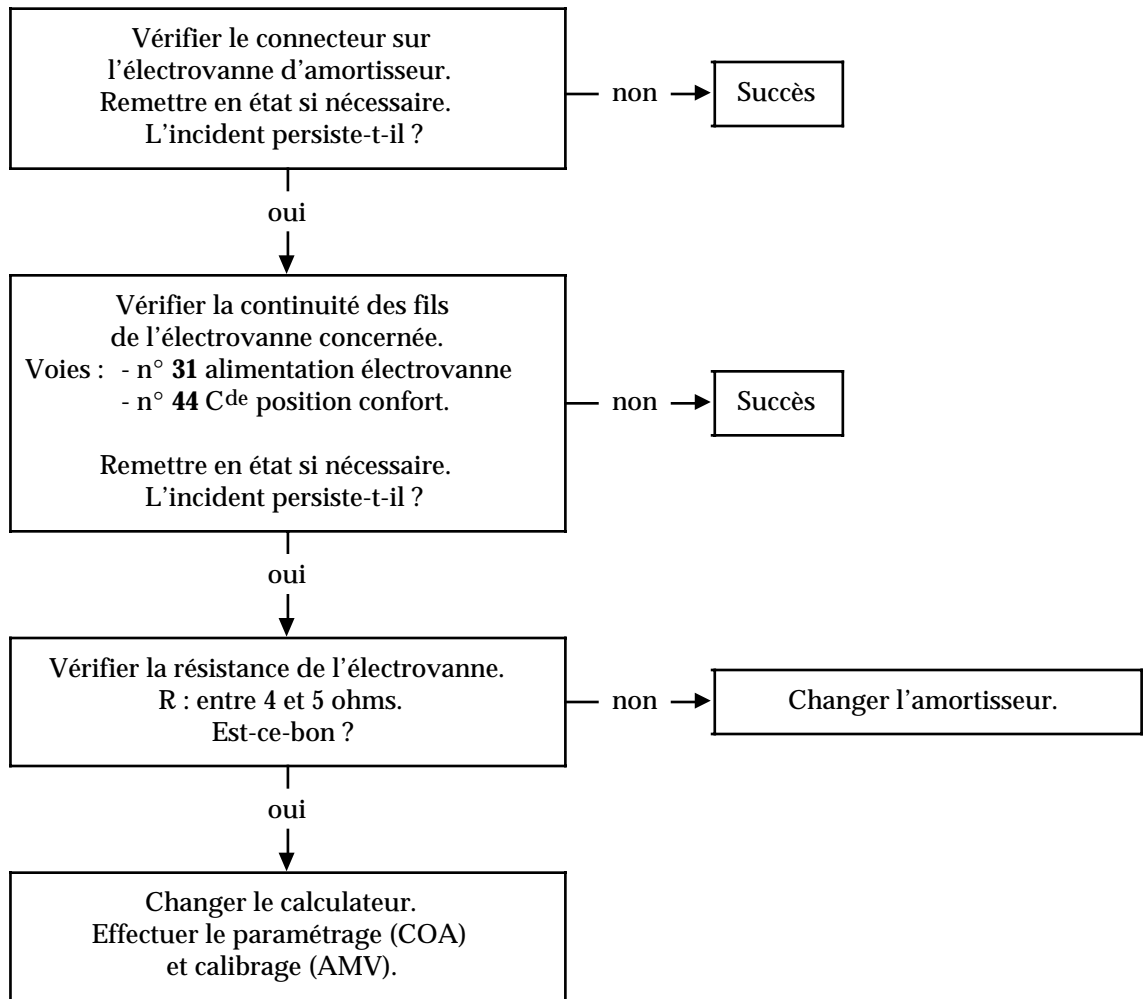 Vérifier le connecteur sur
l’électrovanne d’amortisseur.
Remettre en état si nécessaire.
L’incident persiste-t-il ?
non
Succès
oui
Vérifier la continuité des fils
de l’électrovanne concernée.
Voies : - n° 31 alimentation électrovanne
- n° 44 Cde position confort.
Remettre en état si nécessaire.
L’incident persiste-t-il ?
non
Succès
oui
Vérifier la résistance de l’électrovanne.
R : entre 4 et 5 ohms.
Est-ce-bon ?
non
Changer l’amortisseur.
oui
Changer le calculateur.
Effectuer le paramétrage (COA)
et calibrage (AMV).